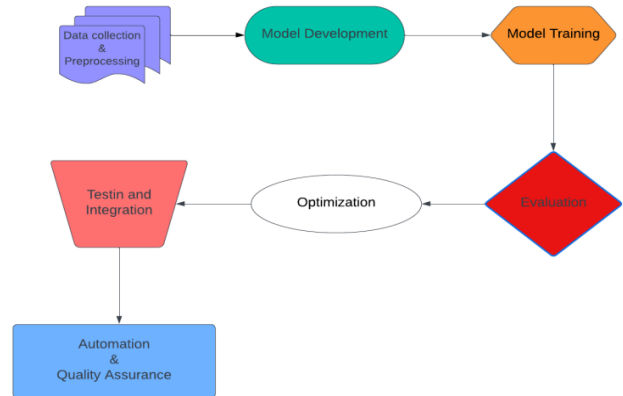 Data collection
&
Preprocessing
Model Development
Model Training
Evaluation
Optimization
Testin and
Integration
Automation
&
Quality Assurance